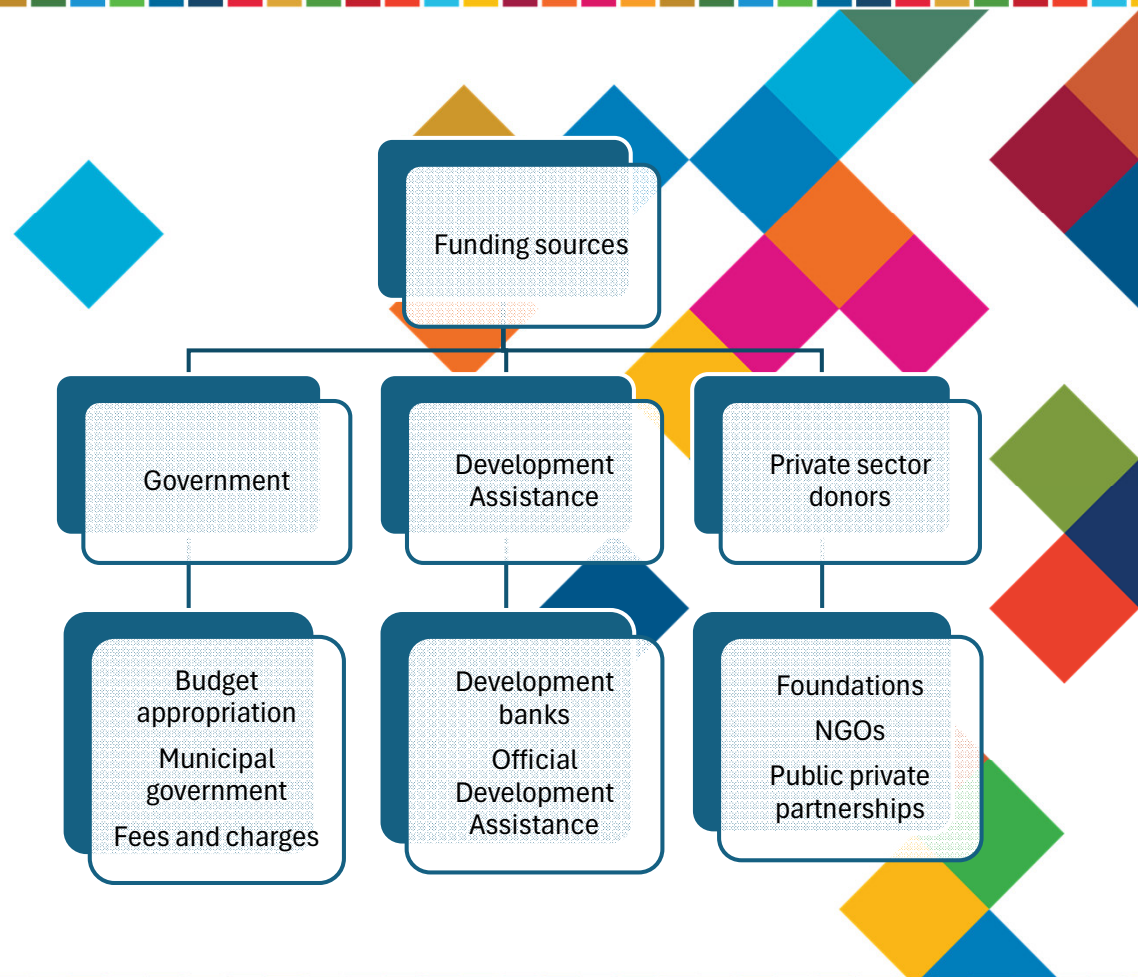 Funding sources
Government
Development
Assistance
Private sector
donors
Budget
appropriation
Municipal
government
Fees and charges
Development
banks
Official
Development
Assistance
Foundations
NGOs
Public private
partnerships